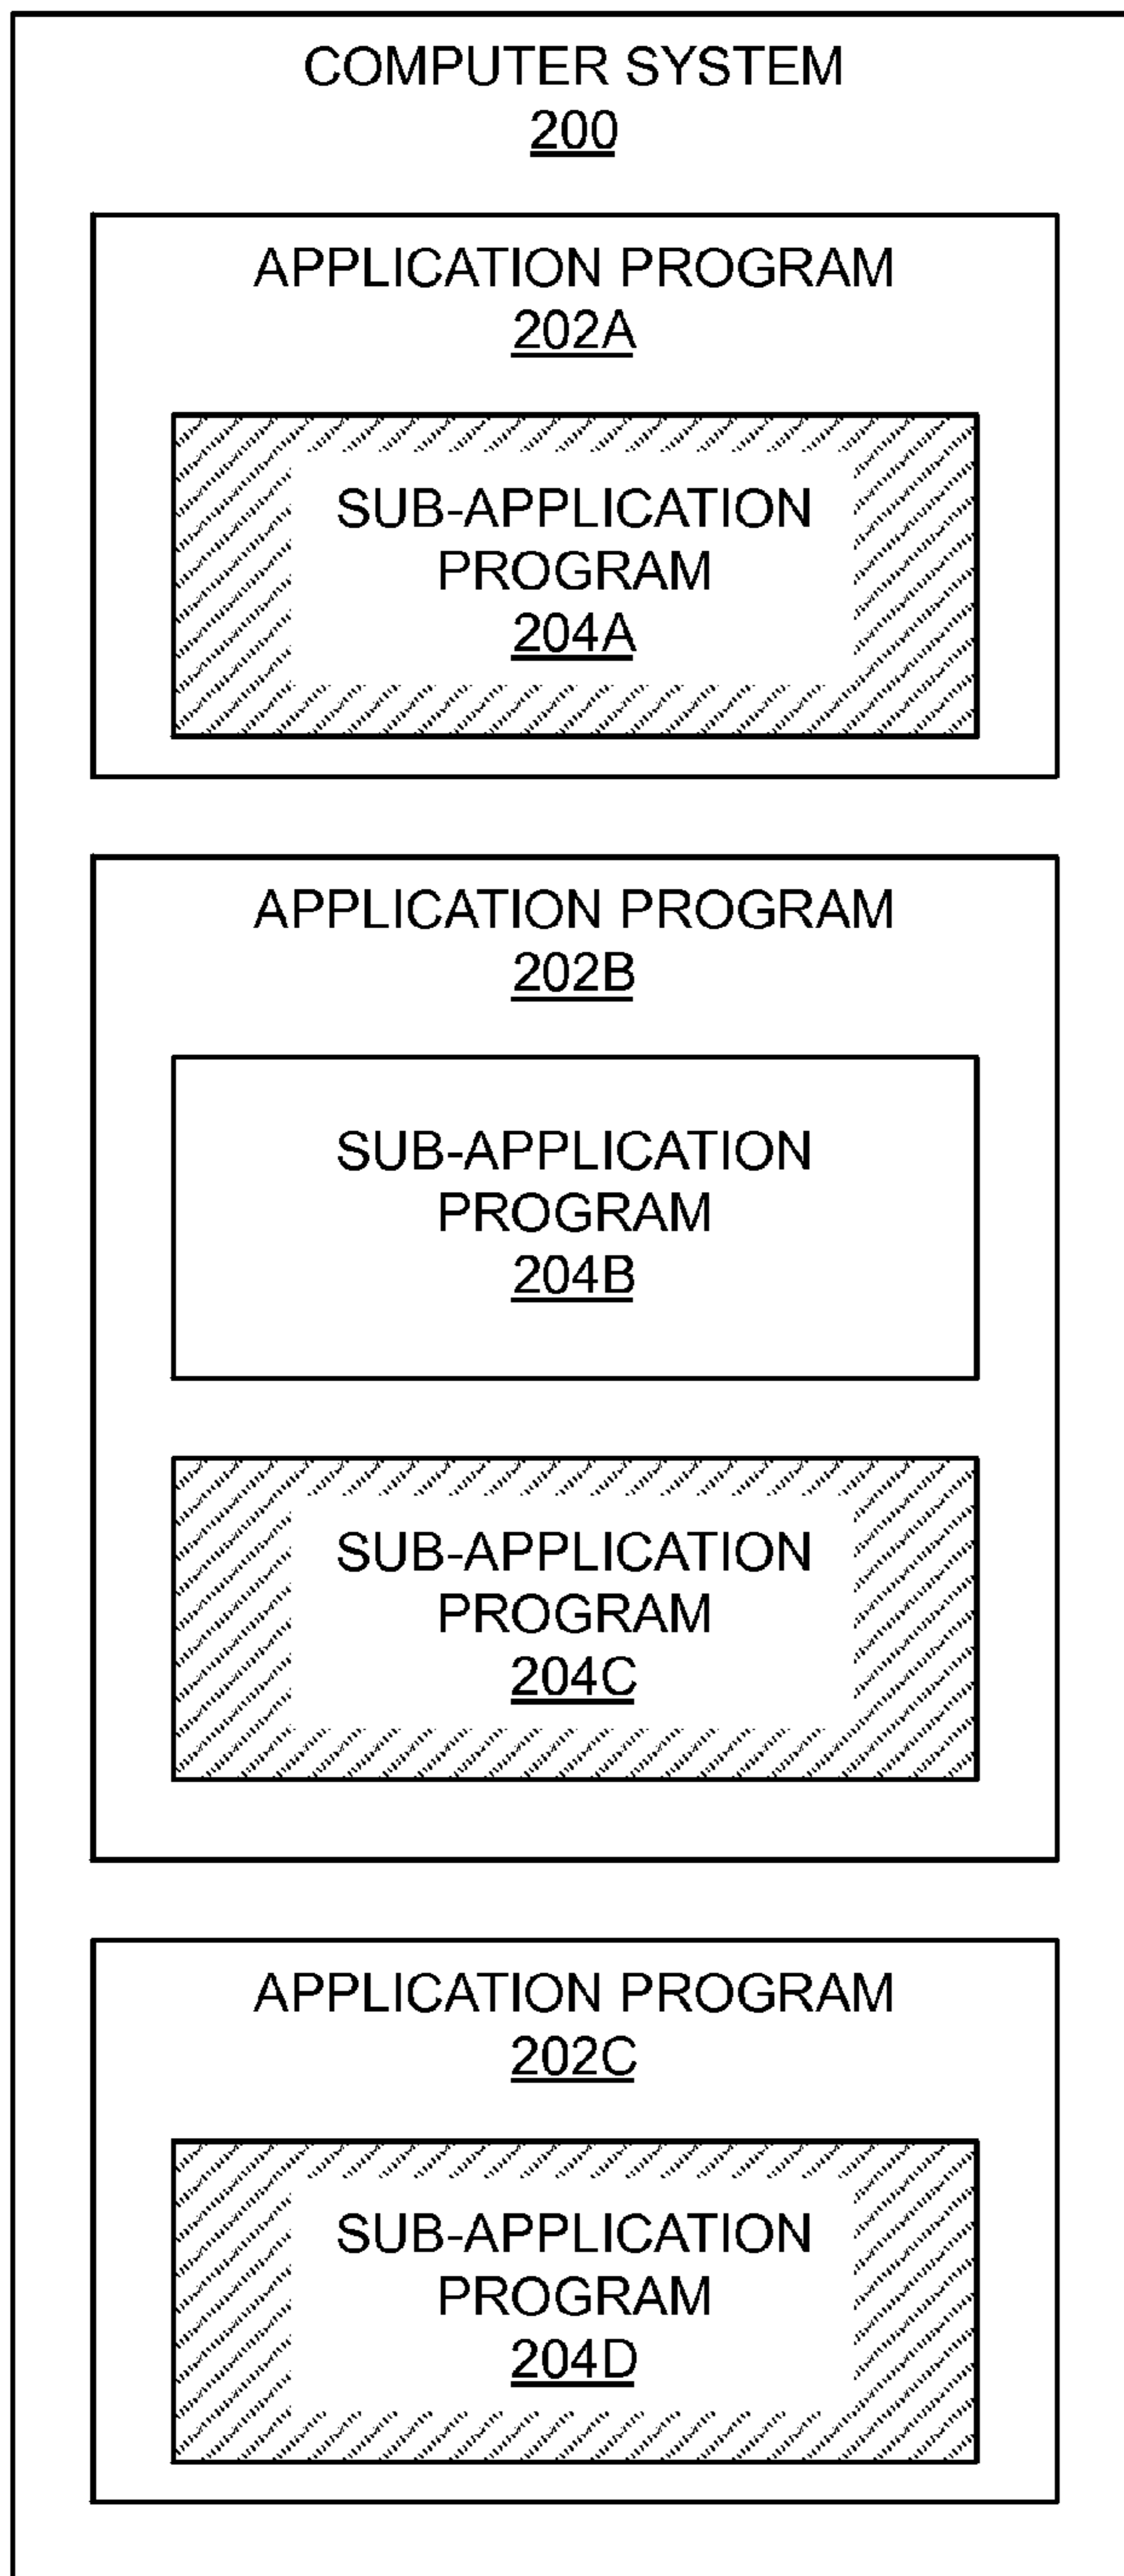 COMPUTER SYSTEM
200
APPLICATION PROGRAM
202A
SUB-APPLICATION
PROGRAM
204A
APPLICATION PROGRAM
202B
SUB-APPLICATION
PROGRAM
204B
SUB-APPLICATION
PROGRAM
204C
APPLICATION PROGRAM
202C
SUB-APPLICATION
PROGRAM
204D